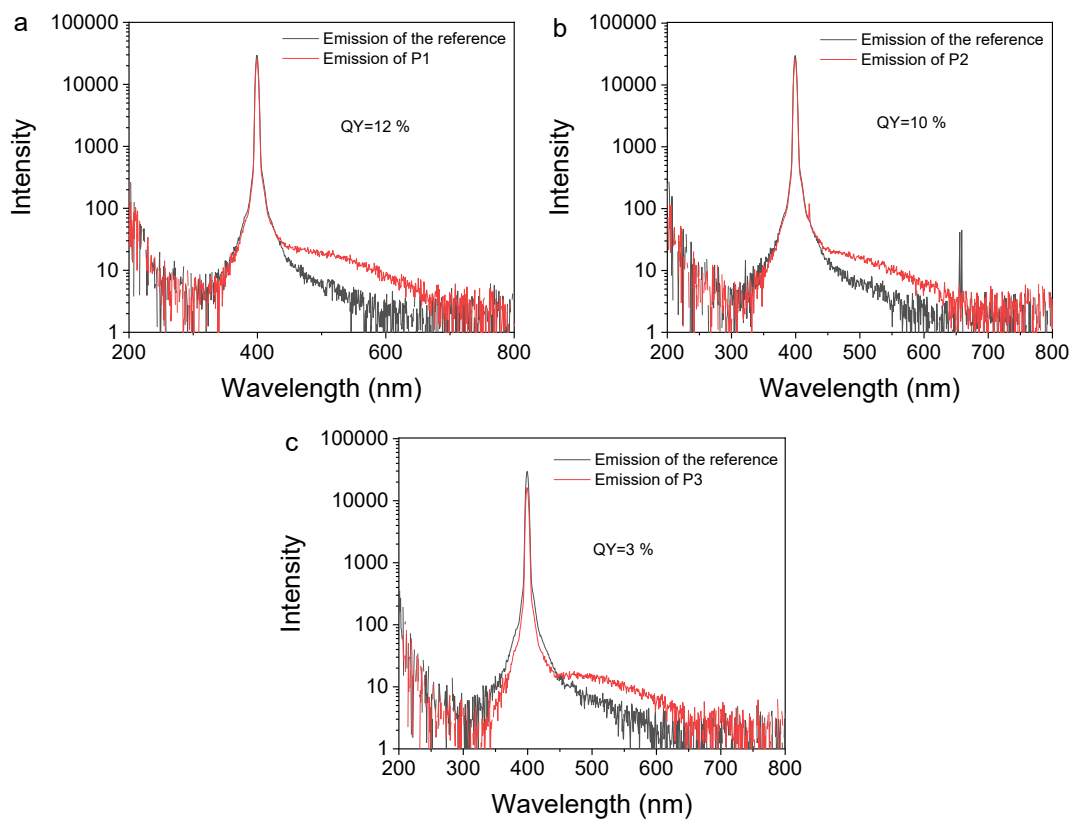 a
100000
10000
1000
100
10
1
Intensity
Emission of the reference
Emission of P1
QY=12 %
200
400
600
800
Wavelength (nm)
b
100000
10000
1000
100
10
1
Intensity
Emission of the reference
Emission of P2
QY=10 %
200
300
400
500
600
700
800
Wavelength (nm)
c
100000
10000
1000
100
10
1
Intensity
Emission of the reference
Emission of P3
QY=3 %
200
300
400
500
600
700
800
Wavelength (nm)